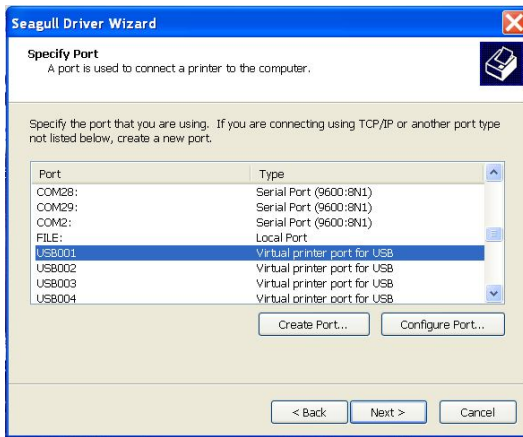 Seagull Driver Wizard
Specify Port
A port is used to connect a printer to the computer.
Specify the port that you are using. If you are connecting using TCP/IP or another port type
not listed below, create a new port.
Port Type
COM28: Serial Port (9600:8N1)
COM29: Serial Port (9600:8N1)
COM2: Serial Port (9600:8N1)
FILE: Local Port
USB001 Virtual printer port for USB
USB002 Virtual printer port for USB
USB003 Virtual printer port for USB
USB004 Virtual printer port for USB
Create Port... Configure Port...
< Back Next > Cancel